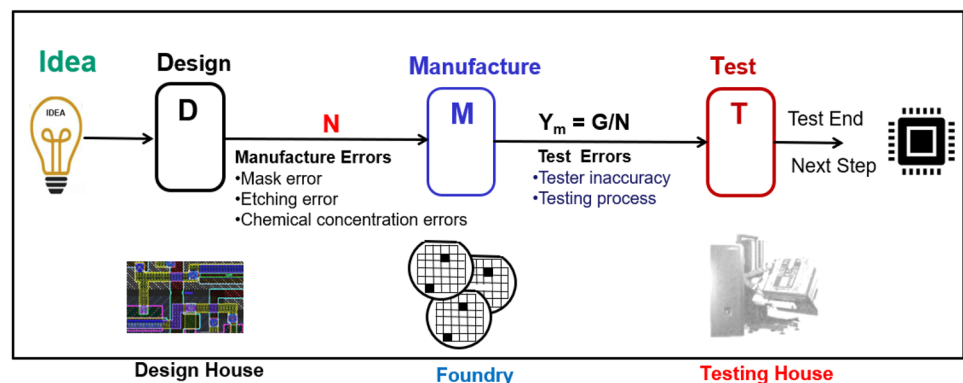 Idea
IDEA
Design
D
N
Manufacture Errors
•Mask error
•Etching error
•Chemical concentration errors
Manufacture
M
Ym = G/N
Test Errors
•Tester inaccuracy
•Testing process
Test
T
Test End
Next Step
Design House
Foundry
Testing House